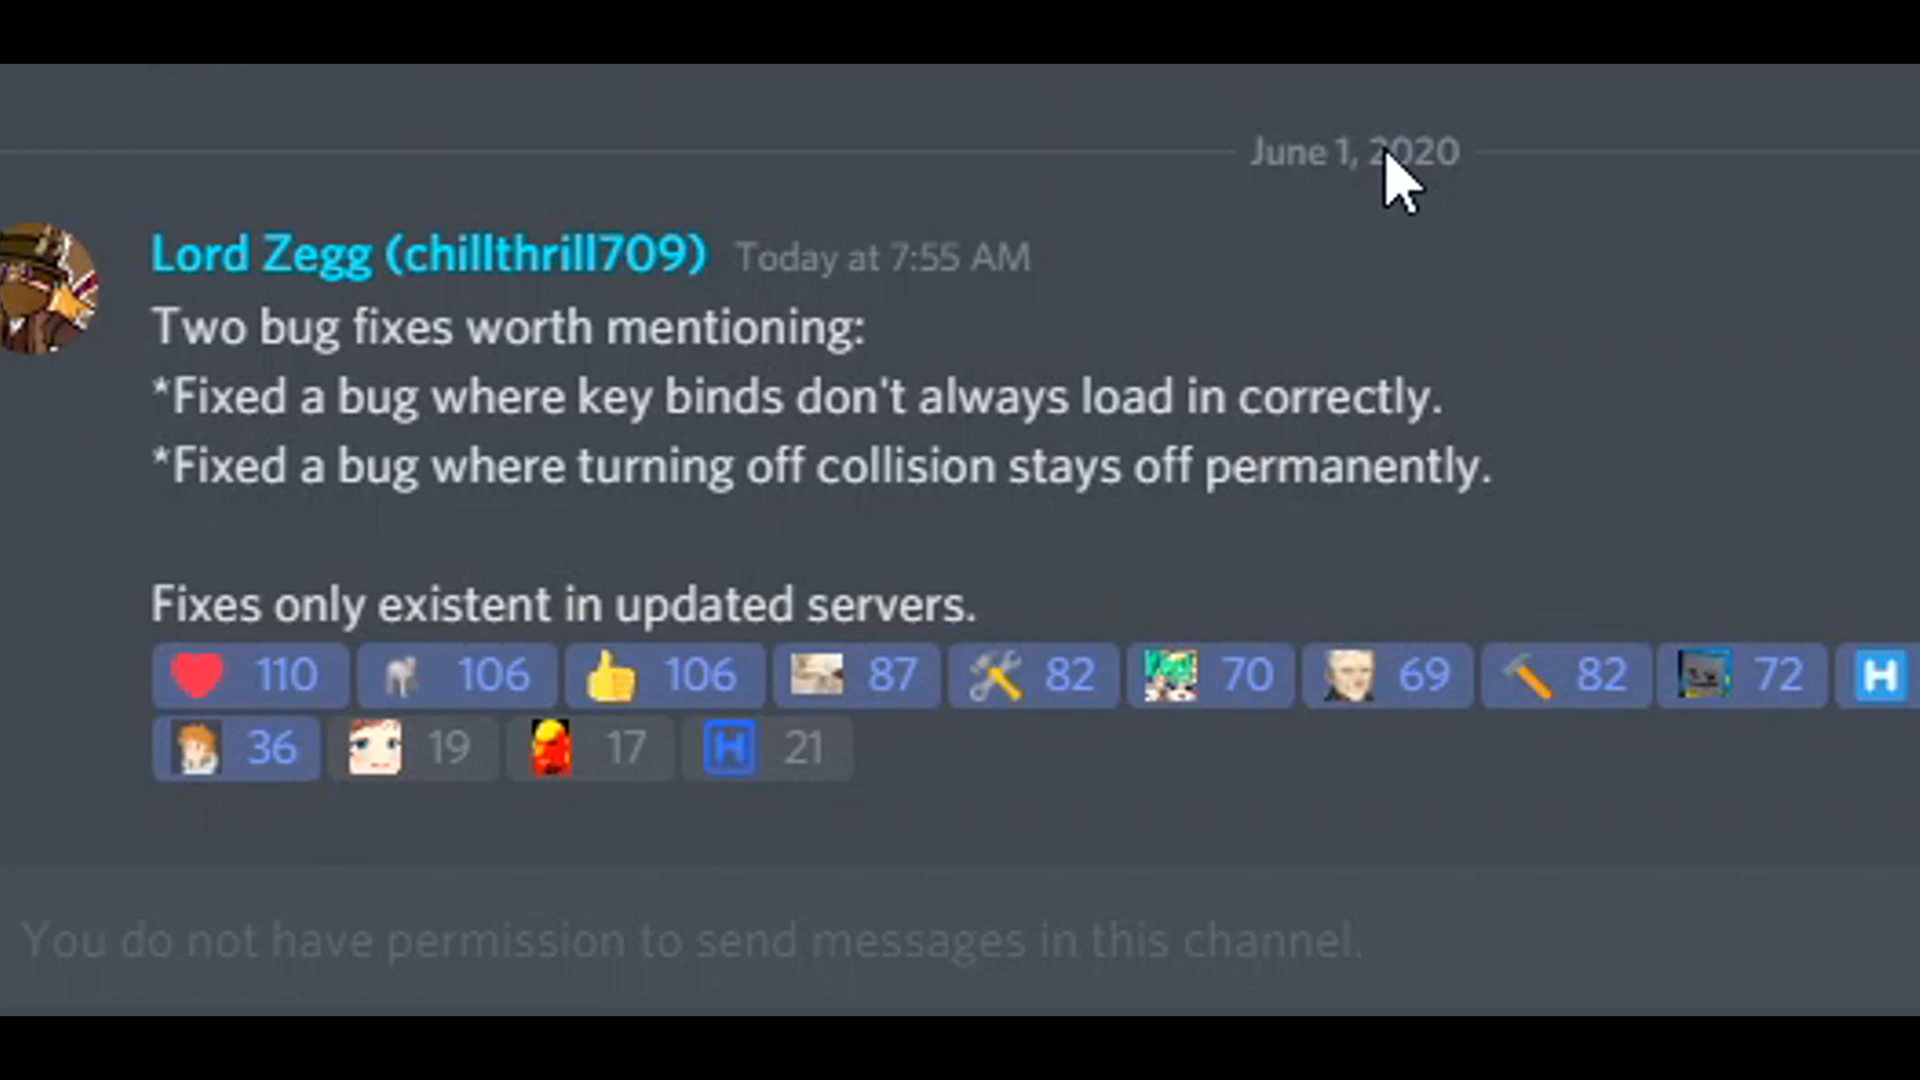 June 1, 2020
Lord Zegg (chillthrill709) Today at 7:55 AM
Two bug fixes worth mentioning:
*Fixed a bug where key binds don't always load in correctly.
*Fixed a bug where turning off collision stays off permanently.
Fixes only existent in updated servers.
110 106 106 87 82 70 69 82 72 H
36 19 17 H 21
You do not have permission to send messages in this channel.